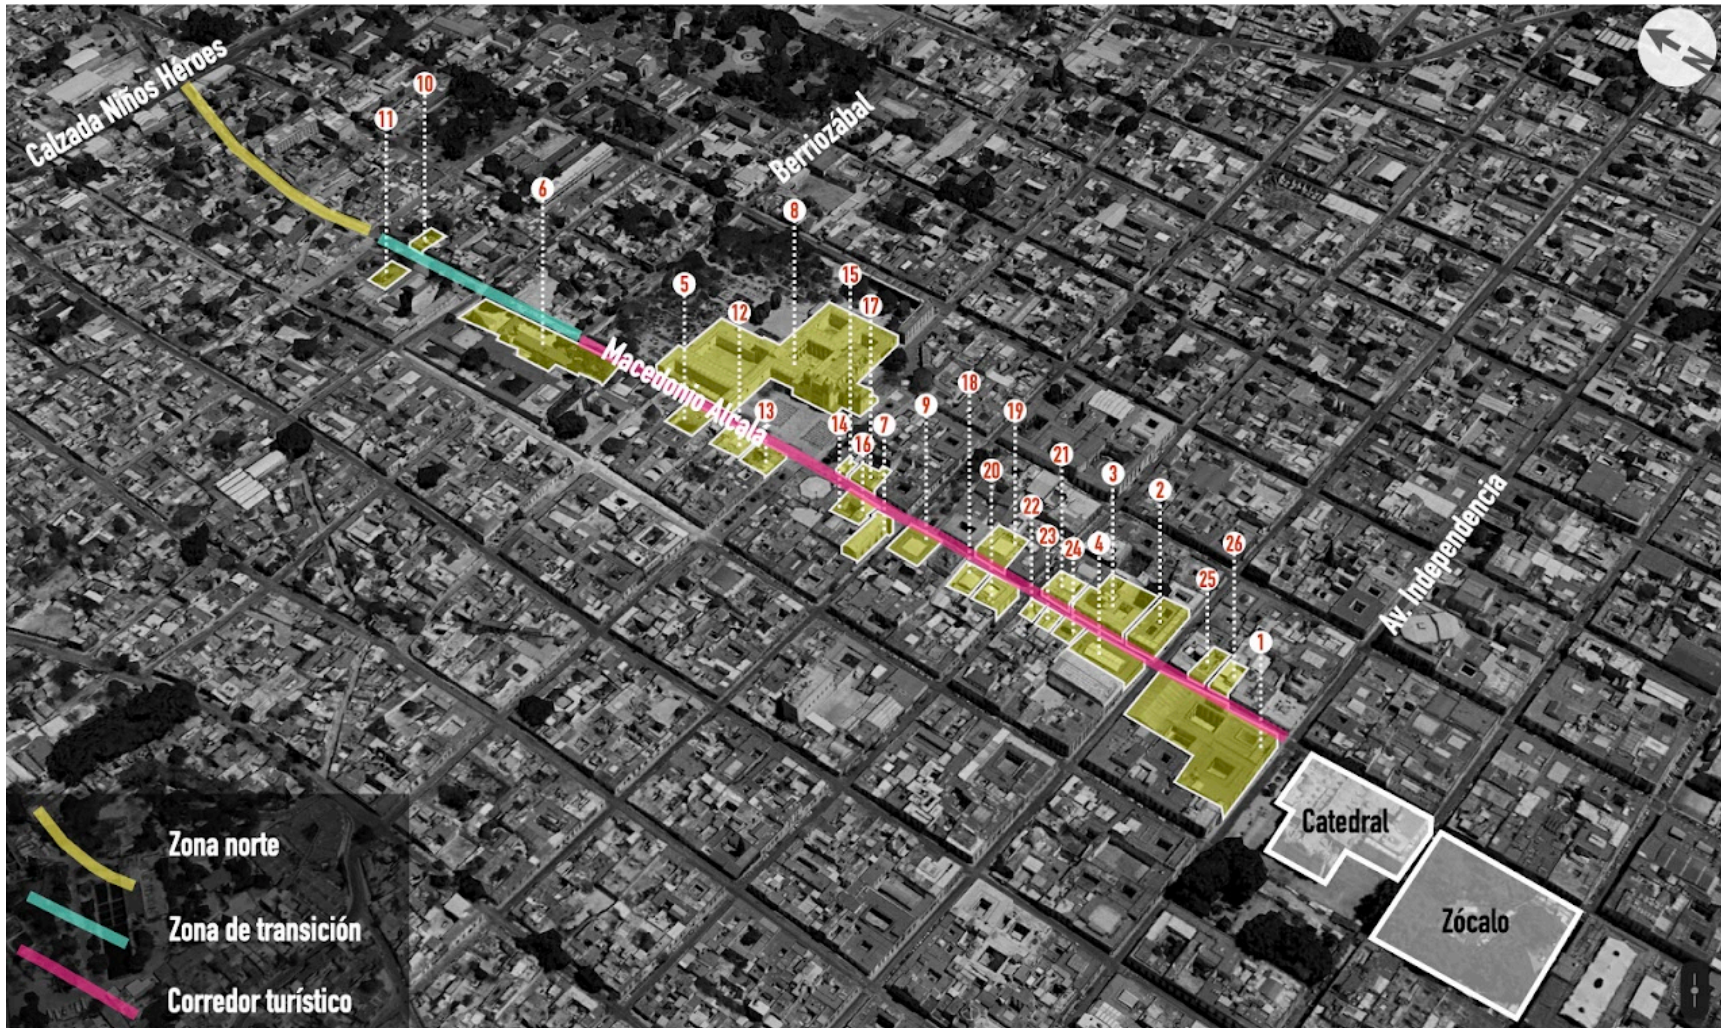 N
Calzada Niños Héroes
10
11
Berriozábal
6
8
15
5
17
12
18
9
13
19
14
7
16
21
20
3
2
22
Av. Independencia
23
4
24
26
25
1
Macedonio Alcalá
Catedral
Zócalo
Zona norte
Zona de transición
Corredor turístico